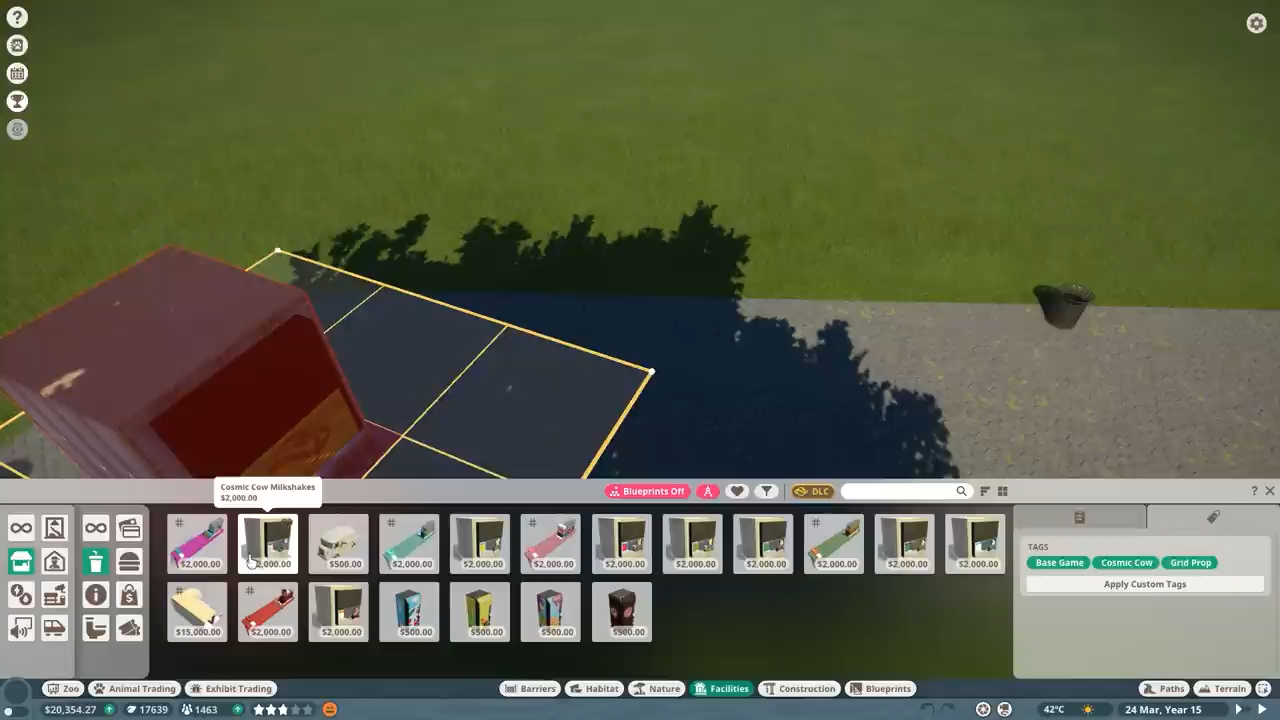 Cosmic Cow Milkshakes
$2,000.00
Blueprints Off
DLC
$2,000.00
2,000.00
$500.00
$2,000.00
$2,000.00
$2,000.00
$2,000.00
$2,000.00
$2,000.00
$2,000.00
$2,000.00
$2,000.00
$15,000.00
$2,000.00
$2,000.00
$500.00
$500.00
$500.00
$500.00
TAGS
Base Game
Cosmic Cow
Grid Prop
Apply Custom Tags
Zoo
Animal Trading
Exhibit Trading
Barriers
Habitat
Nature
Facilities
Construction
Blueprints
Paths
Terrain
$20,354.27
17639
1463
42°C
24 Mar, Year 15